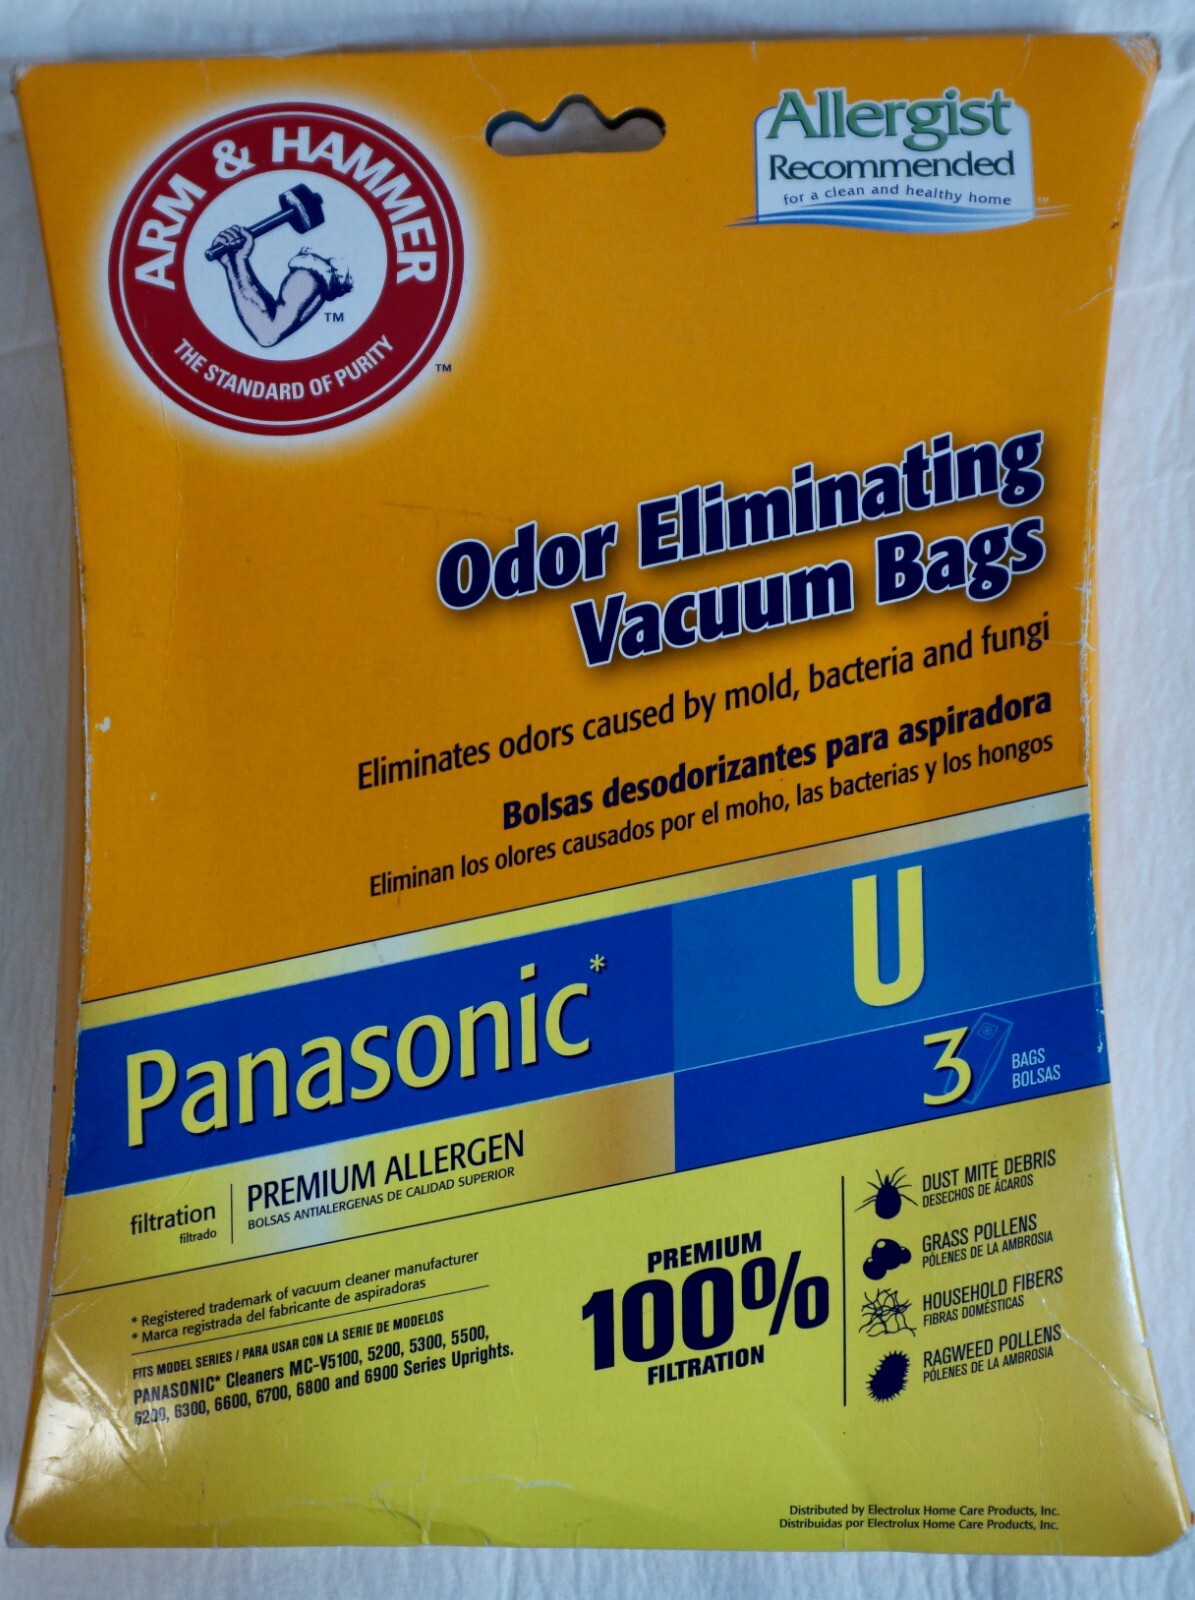 ARM & HAMMER
THE STANDARD OF PURITY
TM
TM
Allergist
Recommended
for a clean and healthy home
TM
Odor Eliminating
Vacuum Bags
Eliminates odors caused by mold, bacteria and fungi
Bolsas desodorizantes para aspiradora
Eliminan los olores causados por el moho, las bacterias y los hongos
Panasonic*
U
3 BAGS
BOLSAS
filtration
filtrado
PREMIUM ALLERGEN
BOLSAS ANTIALERGENAS DE CALIDAD SUPERIOR
* Registered trademark of vacuum cleaner manufacturer
* Marca registrada del fabricante de aspiradoras
FITS MODEL SERIES / PARA USAR CON LA SERIE DE MODELOS
PANASONIC* Cleaners MC-V5100, 5200, 5300, 5500,
6200, 6300, 6600, 6700, 6800 and 6900 Series Uprights.
PREMIUM
100%
FILTRATION
DUST MITE DEBRIS
DESECHOS DE ÁCAROS
GRASS POLLENS
PÓLENES DE LA AMBROSIA
HOUSEHOLD FIBERS
FIBRAS DOMÉSTICAS
RAGWEED POLLENS
PÓLENES DE LA AMBROSIA
Distributed by Electrolux Home Care Products, Inc.
Distribuidas por Electrolux Home Care Products, Inc.